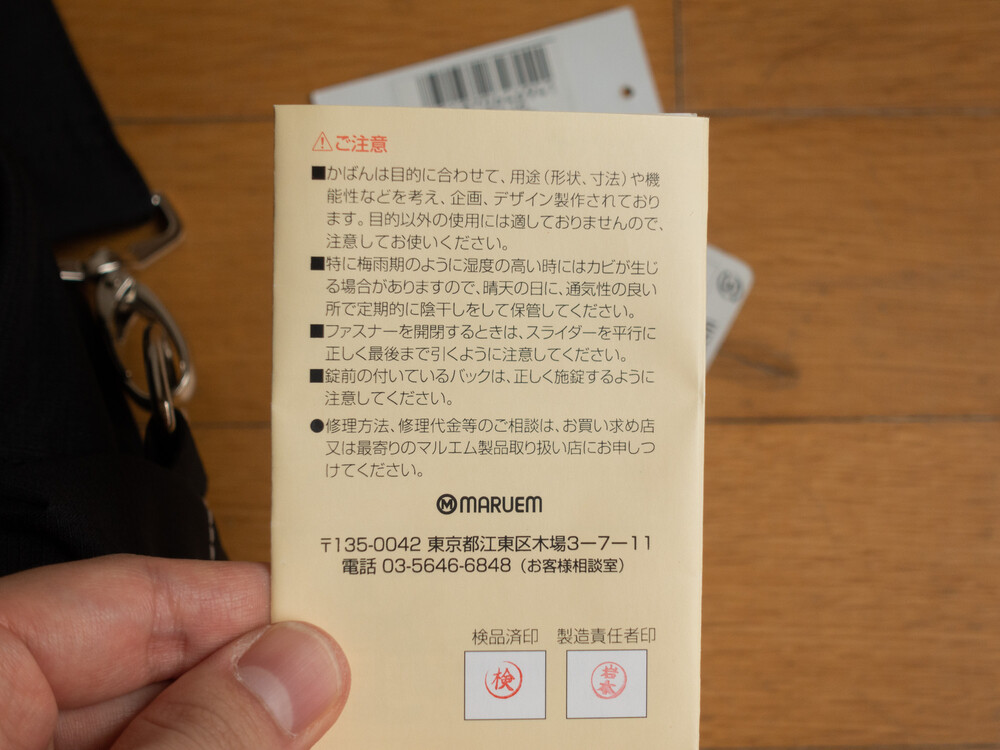 ⚠ご注意
■かばんは目的に合わせて、用途（形状、寸法）や機
能性などを考え、企画、デザイン製作されており
ます。目的以外の使用には適しておりませんので、
注意してお使いください。
■特に梅雨期のように湿度の高い時にはカビが生じ
る場合がありますので、晴天の日に、通気性の良い
所で定期的に陰干しをして保管してください。
■ファスナーを開閉するときは、スライダーを平行に
正しく最後まで引くように注意してください。
■錠前の付いているバックは、正しく施錠するように
注意してください。
●修理方法、修理代金等のご相談は、お買い求め店
又は最寄りのマルエム製品取り扱い店にお申しつ
けてください。
MARUEM
〒135-0042 東京都江東区木場3-7-11
電話 03-5646-6848（お客様相談室）
検品済印 製造責任者印
検 岩本